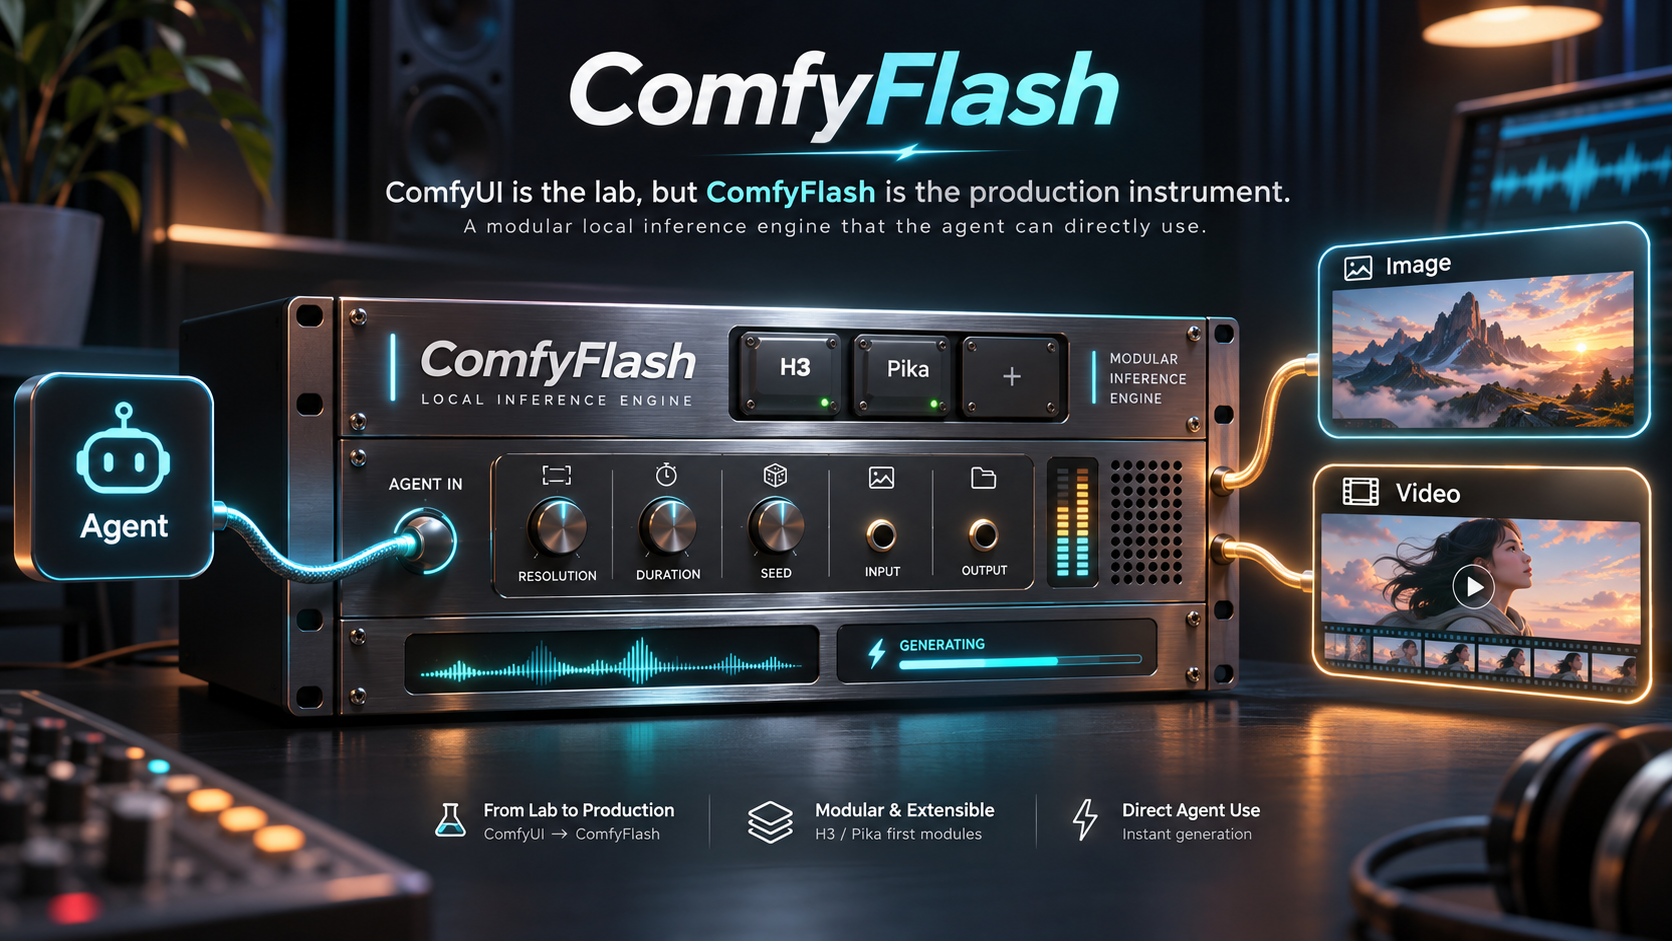 ComfyFlash
ComfyUI is the lab, but ComfyFlash is the production instrument.
A modular local inference engine that the agent can directly use.
ComfyFlash
LOCAL INFERENCE ENGINE
H3
Pika
+
MODULAR
INFERENCE
ENGINE
Agent
AGENT IN
RESOLUTION
DURATION
SEED
INPUT
OUTPUT
GENERATING
Image
Video
From Lab to Production
ComfyUI → ComfyFlash
Modular & Extensible
H3 / Pika first modules
Direct Agent Use
Instant generation